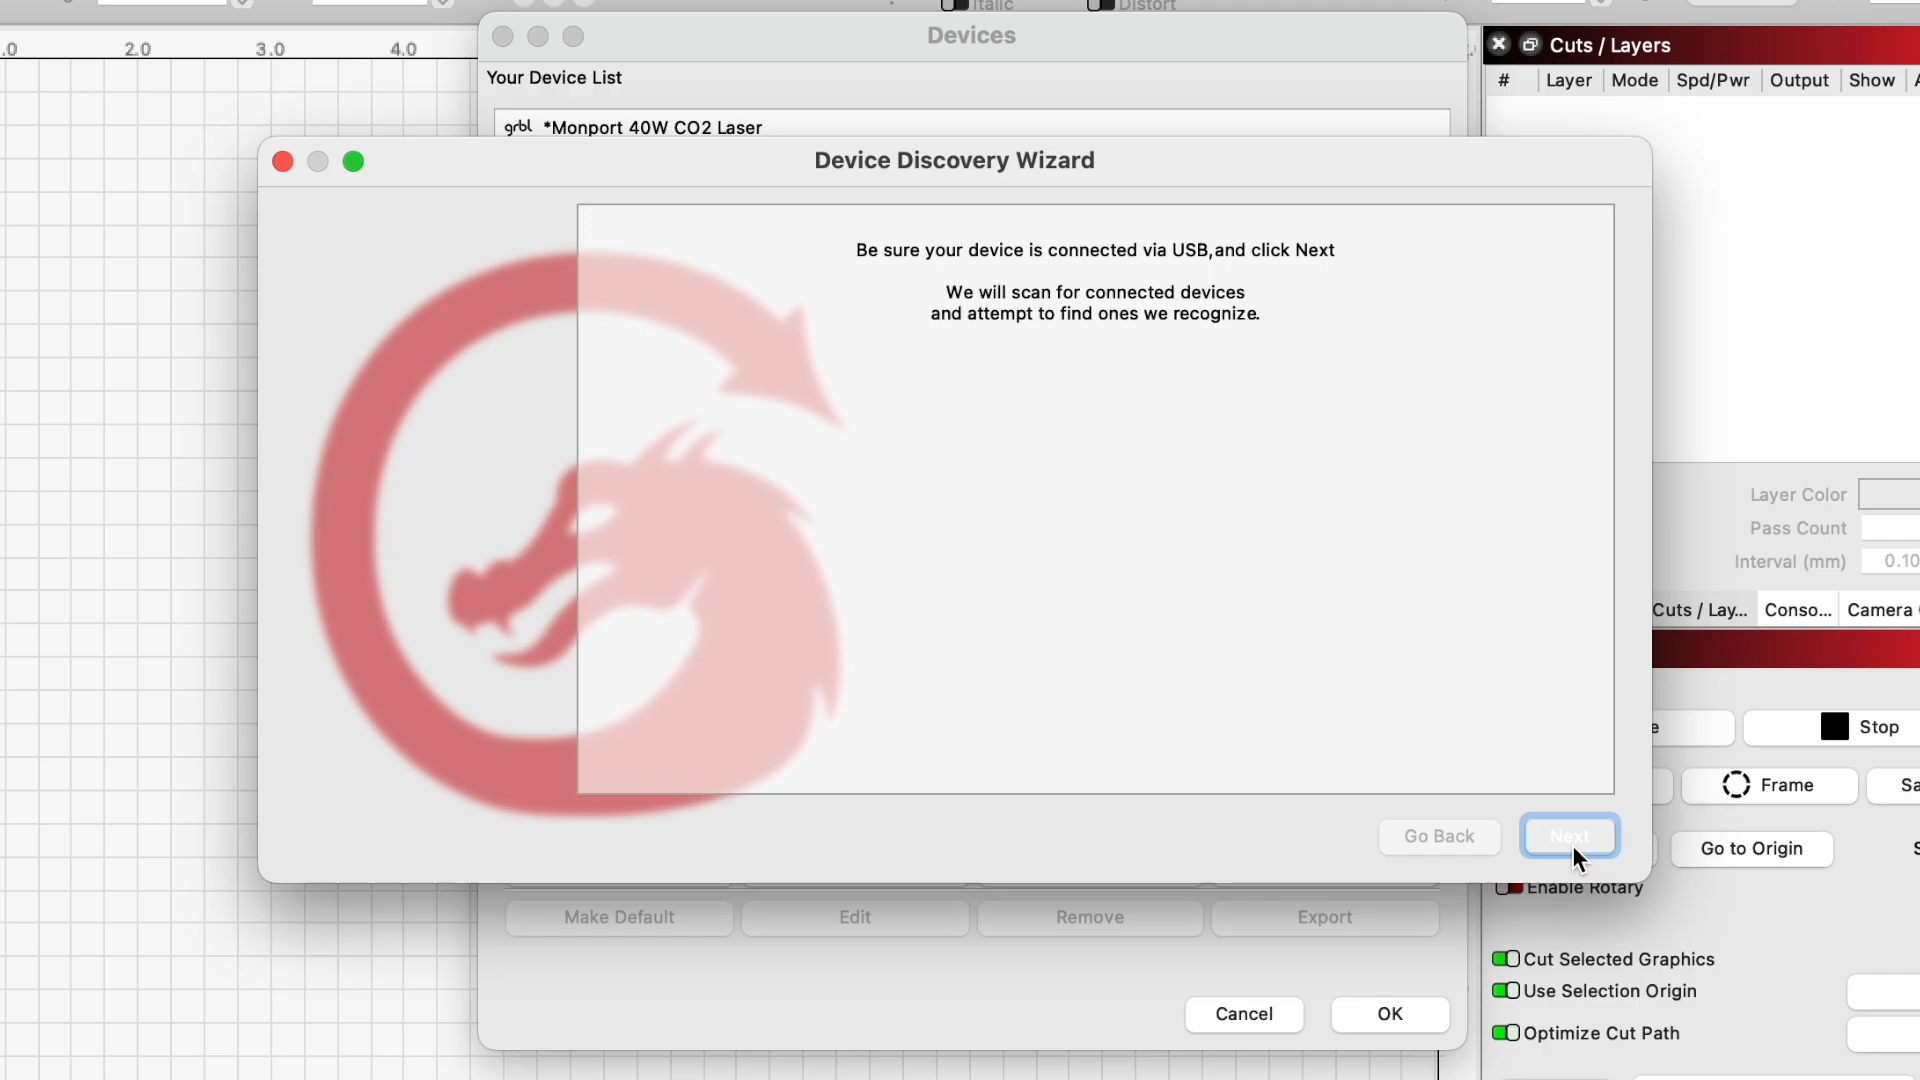 Italic
Distort
.0
2.0
3.0
4.0
Devices
Your Device List
grbl *Monport 40W CO2 Laser
Cuts / Layers
# Layer Mode Spd/Pwr Output Show A
Device Discovery Wizard
Be sure your device is connected via USB,and click Next
We will scan for connected devices
and attempt to find ones we recognize.
Go Back
Next
Make Default
Edit
Remove
Export
Cancel
OK
Layer Color
Pass Count
Interval (mm) 0.10
Cuts / Lay... Conso... Camera
e
Stop
Frame
Sa
Go to Origin
S
Enable Rotary
Cut Selected Graphics
Use Selection Origin
Optimize Cut Path